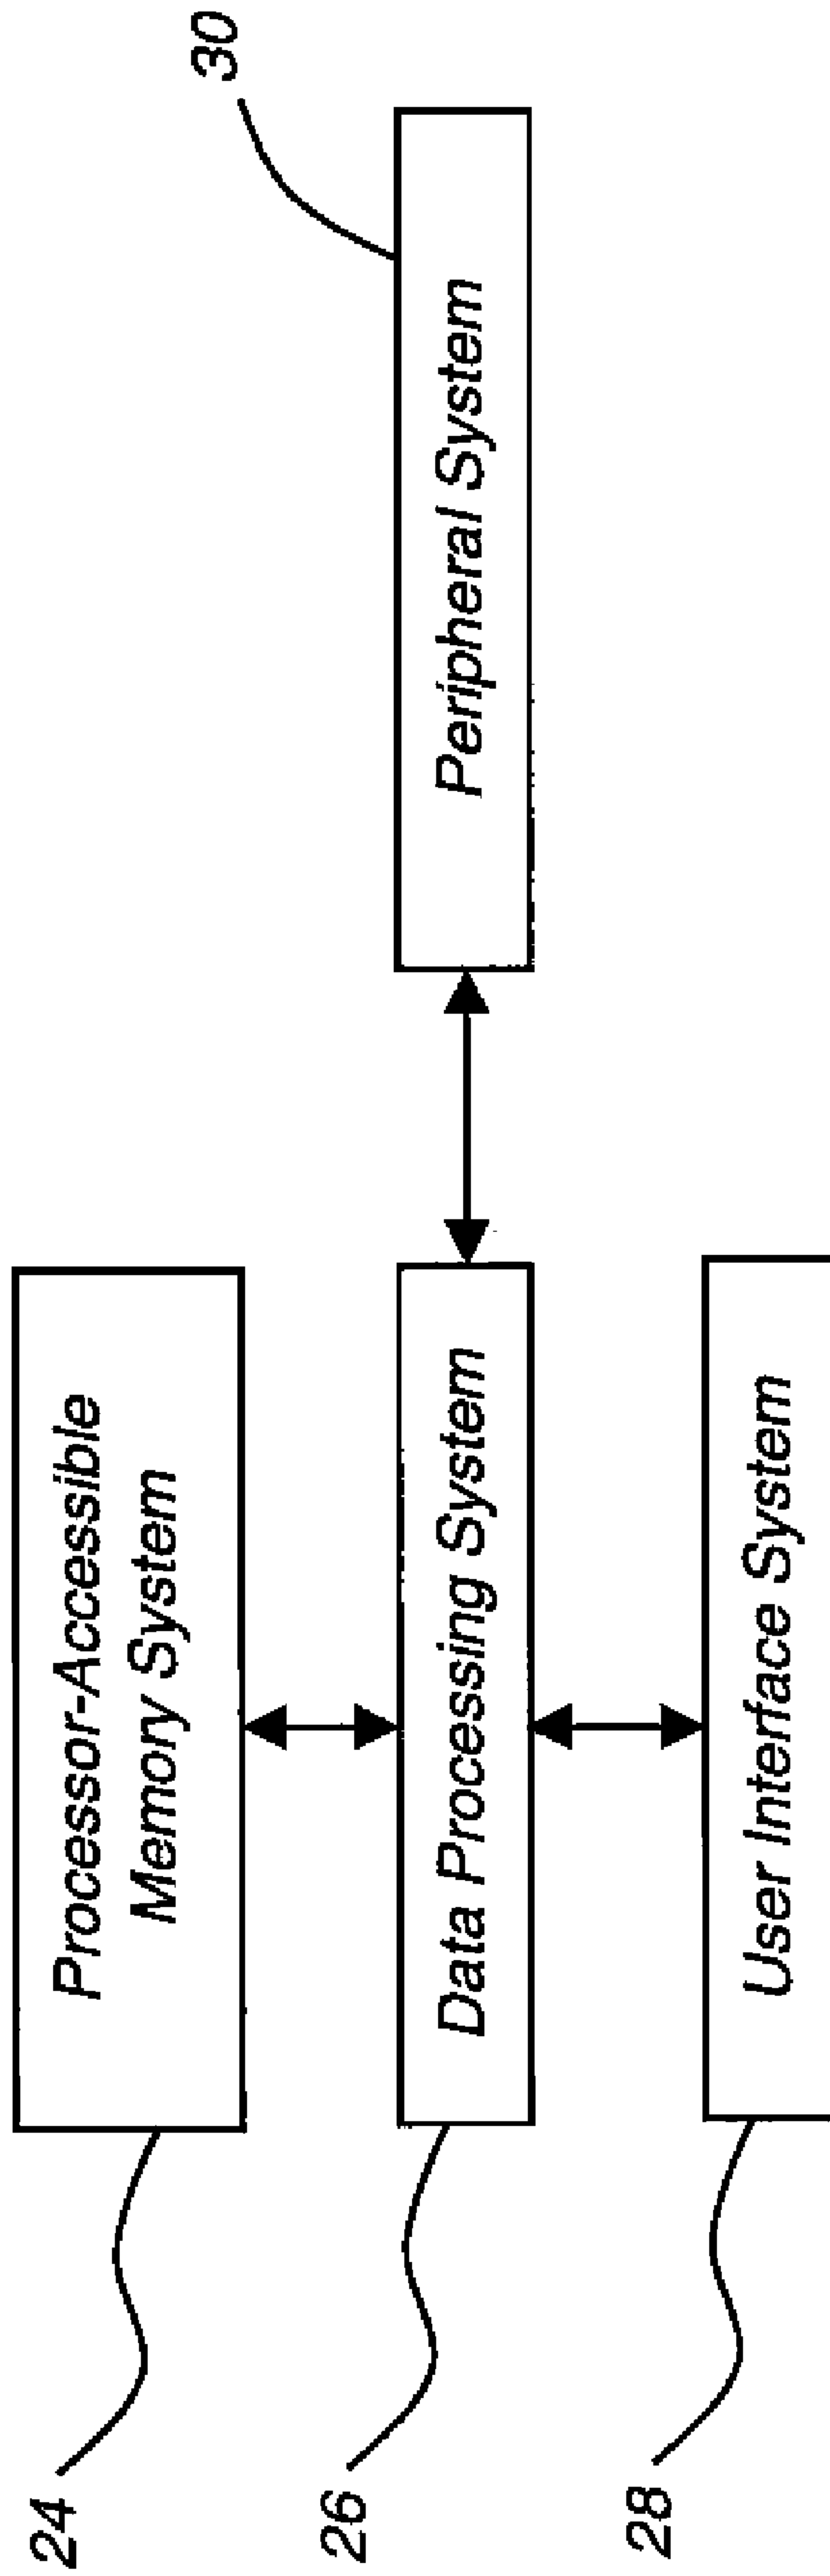 24
Processor-Accessible
Memory System
26
Data Processing System
Peripheral System
30
28
User Interface System